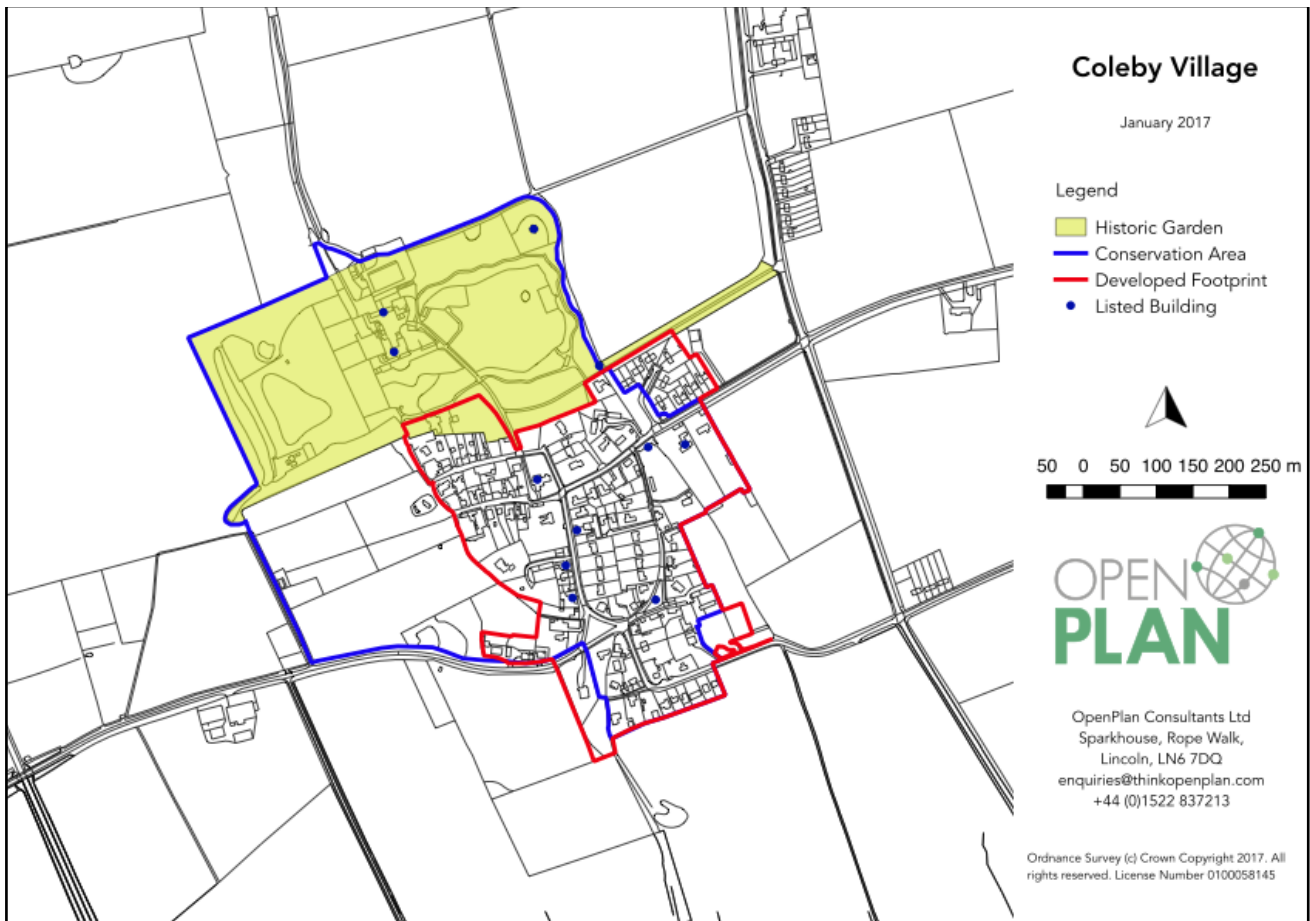 Coleby Village
January 2017
Legend
Historic Garden
Conservation Area
Developed Footprint
Listed Building
50 0 50 100 150 200 250 m
OPEN
PLAN
OpenPlan Consultants Ltd
Sparkhouse, Rope Walk,
Lincoln, LN6 7DQ
enquiries@thinkopenplan.com
+44 (0)1522 837213
Ordnance Survey (c) Crown Copyright 2017. All
rights reserved. License Number 0100058145